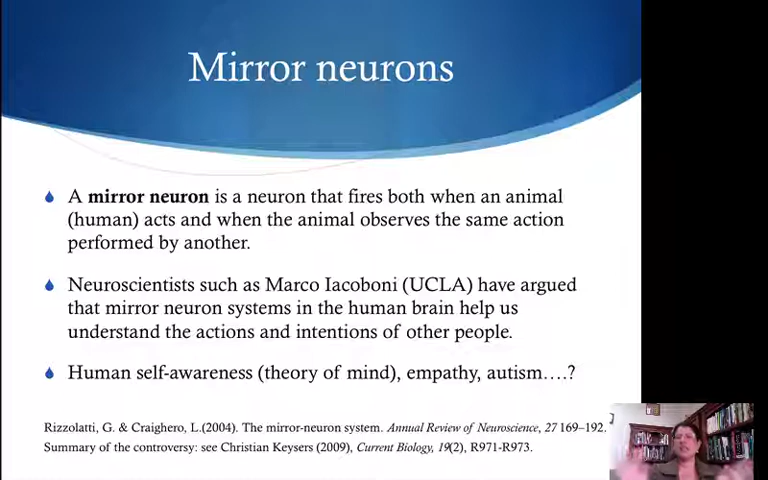 Mirror neurons
A mirror neuron is a neuron that fires both when an animal
(human) acts and when the animal observes the same action
performed by another.
Neuroscientists such as Marco Iacoboni (UCLA) have argued
that mirror neuron systems in the human brain help us
understand the actions and intentions of other people.
Human self-awareness (theory of mind), empathy, autism….?
Rizzolatti, G. & Craighero, L.(2004). The mirror-neuron system. Annual Review of Neuroscience, 27 169–192.
Summary of the controversy: see Christian Keysers (2009), Current Biology, 19(2), R971-R973.